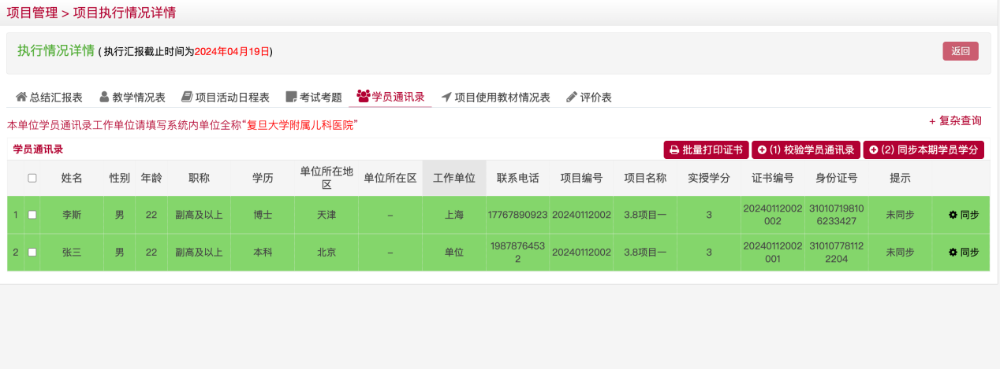 项目管理 > 项目执行情况详情
执行情况详情 ( 执行汇报截止时间为2024年04月19日)
返回
总结汇报表 教学情况表 项目活动日程表 考试考题 学员通讯录 项目使用教材情况表 评价表
本单位学员通讯录工作单位请填写系统内单位全称“复旦大学附属儿科医院”
+ 复杂查询
学员通讯录 批量打印证书 (1) 校验学员通讯录 (2) 同步本期学员学分
姓名 性别 年龄 职称 学历 单位所在地区 单位所在区 工作单位 联系电话 项目编号 项目名称 实授学分 证书编号 身份证号 提示
1 李斯 男 22 副高及以上 博士 天津 – 上海 17767890923 20240112002 3.8项目一 3 20240112002002 310107198106233427 未同步 同步
2 张三 男 22 副高及以上 本科 北京 – 单位 19878764532 20240112002 3.8项目一 3 20240112002001 310107781122204 未同步 同步